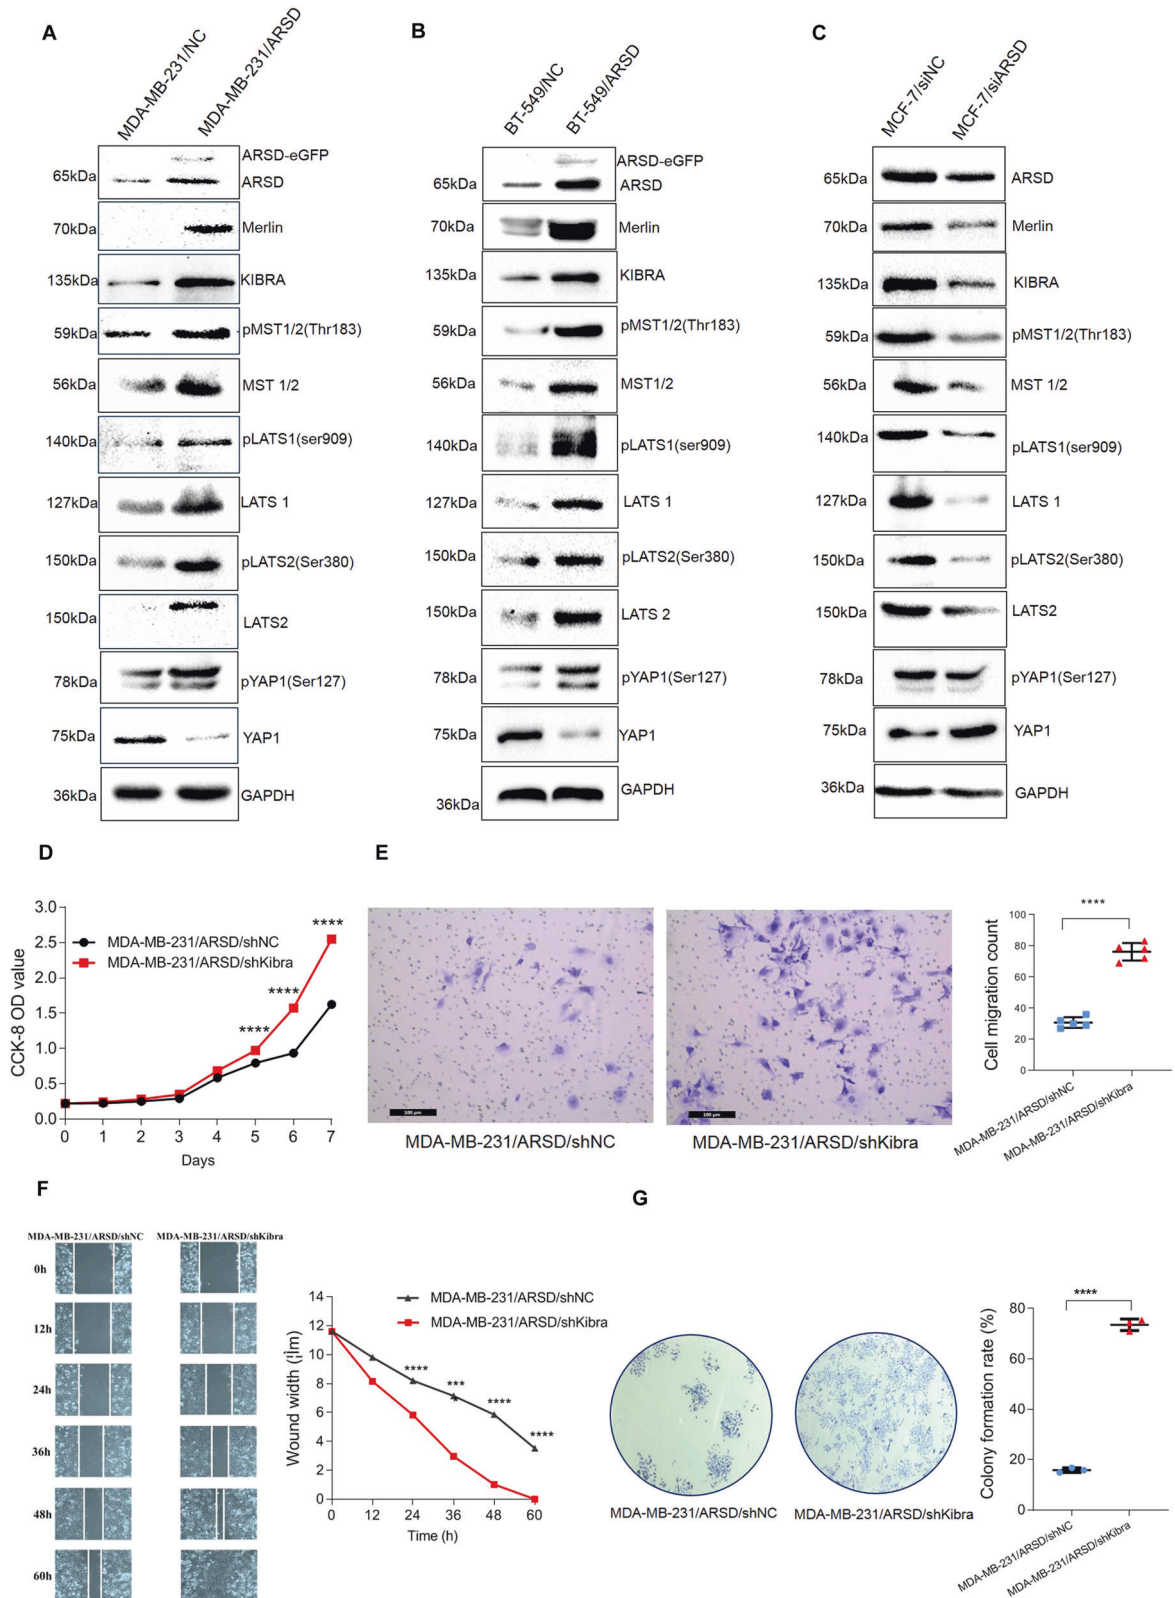 A
MDA-MB-231/NC
MDA-MB-231/ARSD
ARSD-eGFP
65kDa
ARSD
70kDa
Merlin
135kDa
KIBRA
59kDa
pMST1/2(Thr183)
56kDa
MST 1/2
140kDa
pLATS1(ser909)
127kDa
LATS 1
150kDa
pLATS2(Ser380)
150kDa
LATS2
78kDa
pYAP1(Ser127)
75kDa
YAP1
36kDa
GAPDH
B
BT-549/NC
BT-549/ARSD
ARSD-eGFP
65kDa
ARSD
70kDa
Merlin
135kDa
KIBRA
59kDa
pMST1/2(Thr183)
56kDa
MST1/2
140kDa
pLATS1(ser909)
127kDa
LATS 1
150kDa
pLATS2(Ser380)
150kDa
LATS 2
78kDa
pYAP1(Ser127)
75kDa
YAP1
36kDa
GAPDH
C
MCF-7/siNC
MCF-7/siARSD
65kDa
ARSD
70kDa
Merlin
135kDa
KIBRA
59kDa
pMST1/2(Thr183)
56kDa
MST 1/2
140kDa
pLATS1(ser909)
127kDa
LATS 1
150kDa
pLATS2(Ser380)
150kDa
LATS2
78kDa
pYAP1(Ser127)
75kDa
YAP1
36kDa
GAPDH
D
CCK-8 OD value
3.0
2.5
2.0
1.5
1.0
0.5
0.0
MDA-MB-231/ARSD/shNC
MDA-MB-231/ARSD/shKibra
****
****
****
0 1 2 3 4 5 6 7
Days
E
100 μm
MDA-MB-231/ARSD/shNC
100 μm
MDA-MB-231/ARSD/shKibra
Cell migration count
100
80
60
40
20
0
****
MDA-MB-231/ARSD/shNC
MDA-MB-231/ARSD/shKibra
F
MDA-MB-231/ARSD/shNC
MDA-MB-231/ARSD/shKibra
0h
12h
24h
36h
48h
60h
Wound width (¡Ìm)
14
12
10
8
6
4
2
0
MDA-MB-231/ARSD/shNC
MDA-MB-231/ARSD/shKibra
****
***
****
****
0 12 24 36 48 60
Time (h)
G
MDA-MB-231/ARSD/shNC
MDA-MB-231/ARSD/shKibra
Colony formation rate (%)
80
60
40
20
0
****
MDA-MB-231/ARSD/shNC
MDA-MB-231/ARSD/shKibra